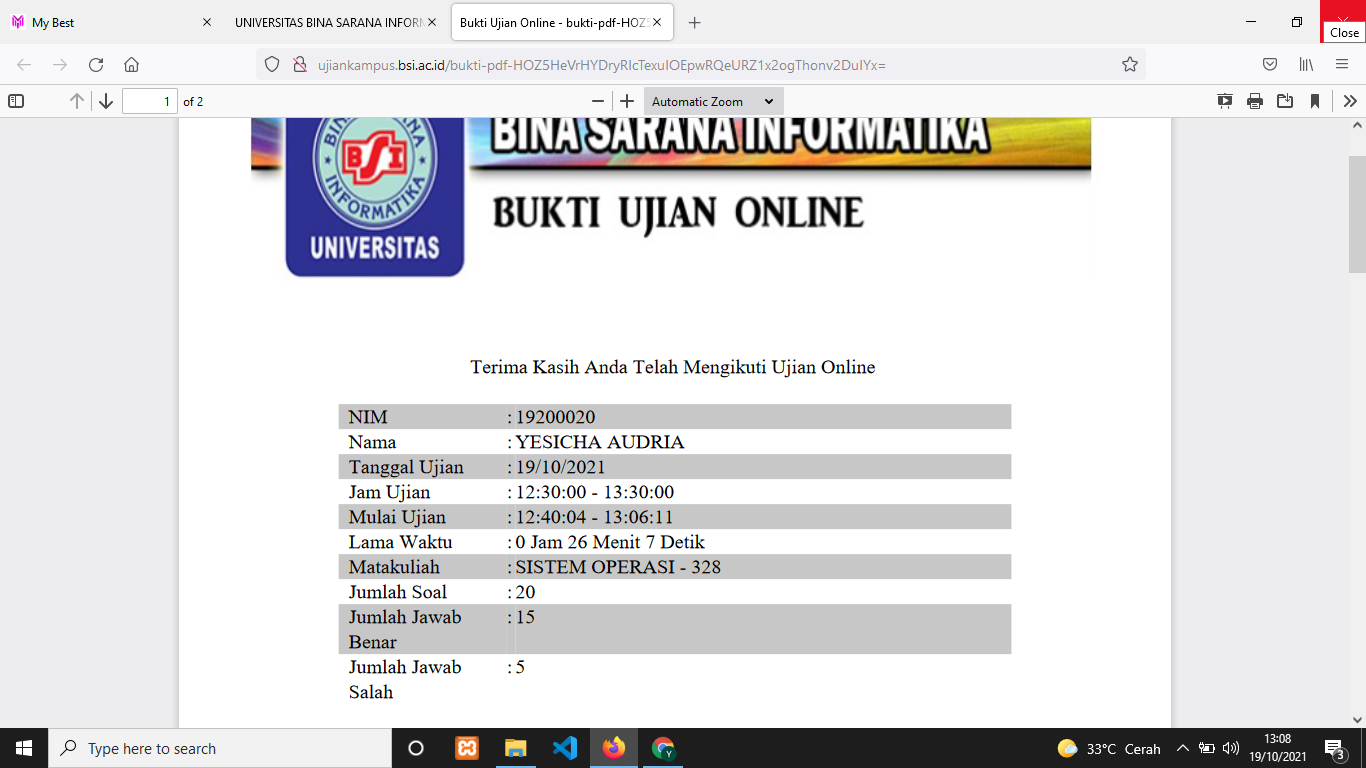 My Best
UNIVERSITAS BINA SARANA INFORM
Bukti Ujian Online - bukti-pdf-HOZ5
Close
ujiankampus.bsi.ac.id/bukti-pdf-HOZ5HeVrHYDryRIcTexuIOEpwRQeURZ1x2ogThonv2DuIYx=
1 of 2
Automatic Zoom
BINA SARANA INFORMATIKA
BINA SARANA
BSI
INFORMATIKA
UNIVERSITAS
BUKTI UJIAN ONLINE
Terima Kasih Anda Telah Mengikuti Ujian Online
NIM : 19200020
Nama : YESICHA AUDRIA
Tanggal Ujian : 19/10/2021
Jam Ujian : 12:30:00 - 13:30:00
Mulai Ujian : 12:40:04 - 13:06:11
Lama Waktu : 0 Jam 26 Menit 7 Detik
Matakuliah : SISTEM OPERASI - 328
Jumlah Soal : 20
Jumlah Jawab : 15
Benar
Jumlah Jawab : 5
Salah
Type here to search
Y
33°C Cerah
13:08
19/10/2021
3